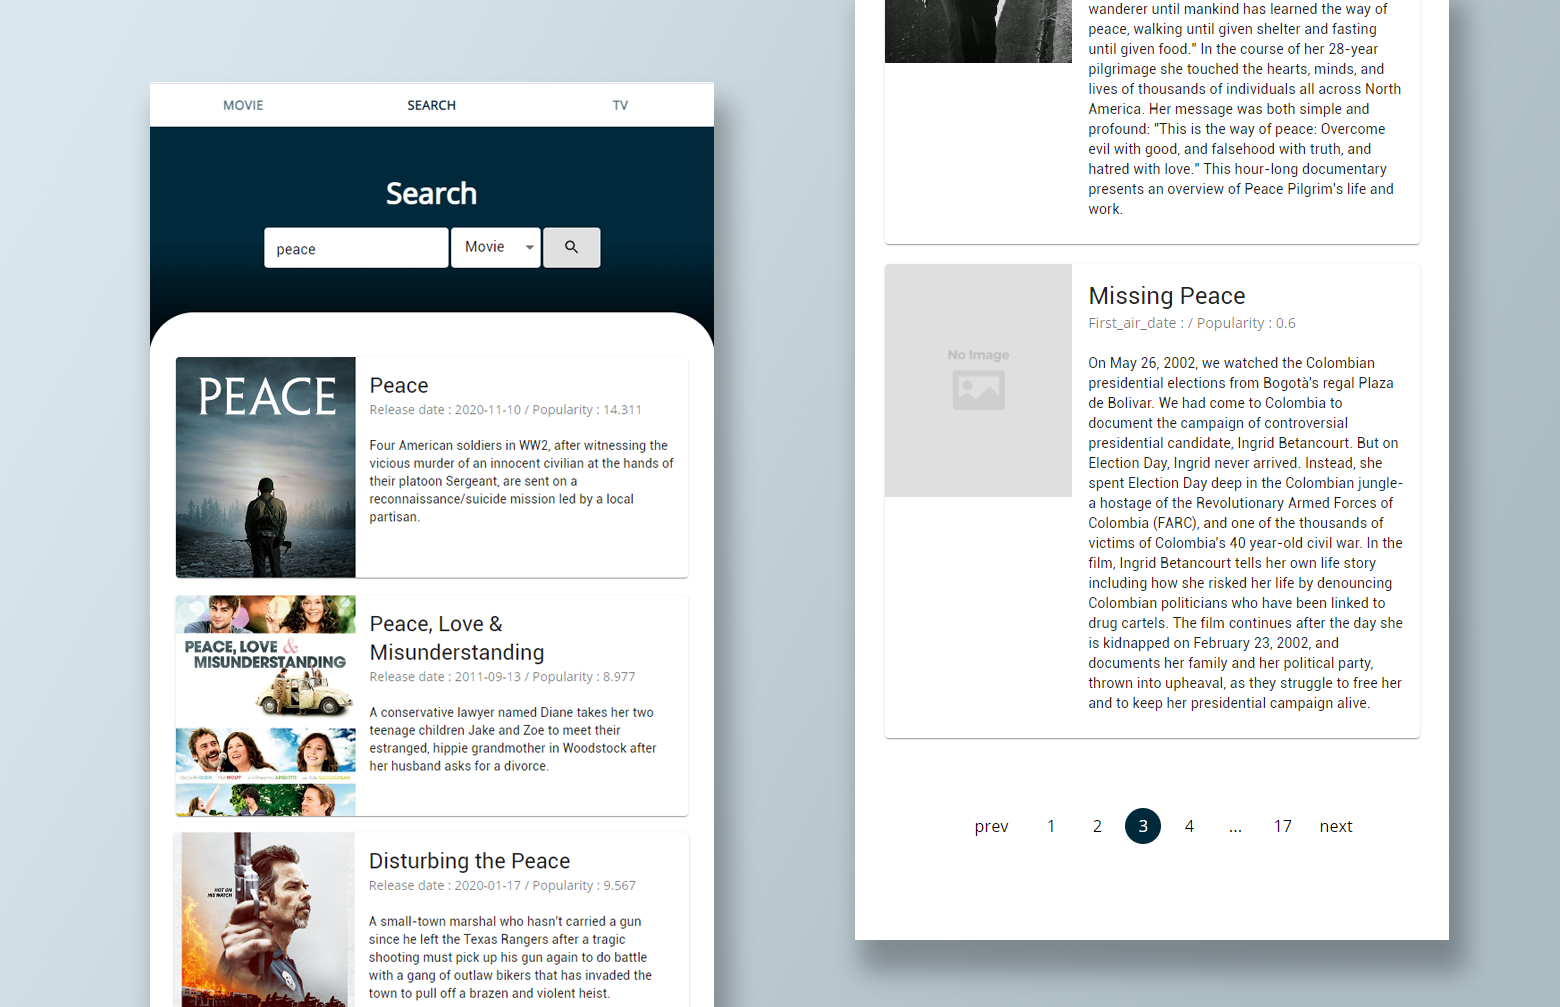 MOVIE
SEARCH
TV
Search
peace
Movie
PEACE
Peace
Release date : 2020-11-10 / Popularity : 14.311
Four American soldiers in WW2, after witnessing the
vicious murder of an innocent civilian at the hands of
their platoon Sergeant, are sent on a
reconnaissance/suicide mission led by a local
partisan.
PEACE, LOVE &
MISUNDERSTANDING
Peace, Love &
Misunderstanding
Release date : 2011-09-13 / Popularity : 8.977
A conservative lawyer named Diane takes her two
teenage children Jake and Zoe to meet their
estranged, hippie grandmother in Woodstock after
her husband asks for a divorce.
NOT ON
HIS WATCH
Disturbing the Peace
Release date : 2020-01-17 / Popularity : 9.567
A small-town marshal who hasn't carried a gun
since he left the Texas Rangers after a tragic
shooting must pick up his gun again to do battle
with a gang of outlaw bikers that has invaded the
town to pull off a brazen and violent heist.
wanderer until mankind has learned the way of
peace, walking until given shelter and fasting
until given food." In the course of her 28-year
pilgrimage she touched the hearts, minds, and
lives of thousands of individuals all across North
America. Her message was both simple and
profound: "This is the way of peace: Overcome
evil with good, and falsehood with truth, and
hatred with love." This hour-long documentary
presents an overview of Peace Pilgrim's life and
work.
No Image
Missing Peace
First_air_date : / Popularity : 0.6
On May 26, 2002, we watched the Colombian
presidential elections from Bogotà's regal Plaza
de Bolivar. We had come to Colombia to
document the campaign of controversial
presidential candidate, Ingrid Betancourt. But on
Election Day, Ingrid never arrived. Instead, she
spent Election Day deep in the Colombian jungle-
a hostage of the Revolutionary Armed Forces of
Colombia (FARC), and one of the thousands of
victims of Colombia's 40 year-old civil war. In the
film, Ingrid Betancourt tells her own life story
including how she risked her life by denouncing
Colombian politicians who have been linked to
drug cartels. The film continues after the day she
is kidnapped on February 23, 2002, and
documents her family and her political party,
thrown into upheaval, as they struggle to free her
and to keep her presidential campaign alive.
prev 1 2 3 4 ... 17 next